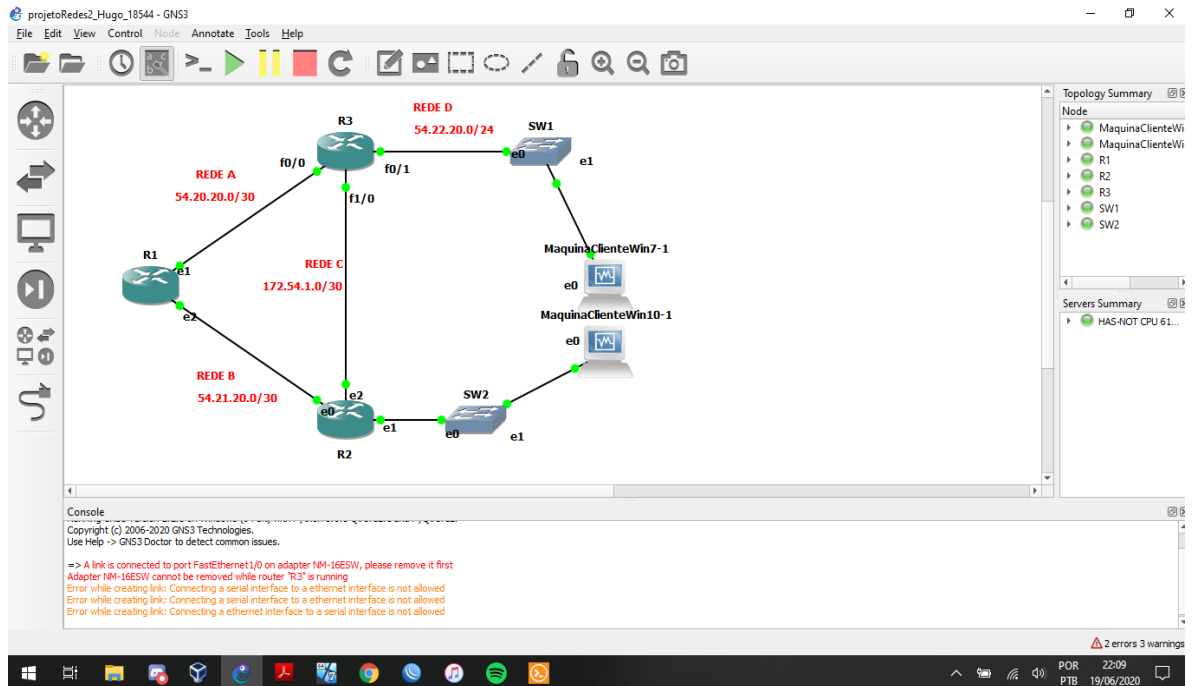 projetoRedes2_Hugo_18544 - GNS3
File Edit View Control Node Annotate Tools Help
REDE D
54.22.20.0/24
R3
SW1
e0
e1
f0/0
f0/1
f1/0
REDE A
54.20.20.0/30
R1
e1
e2
REDE C
172.54.1.0/30
MaquinaClienteWin7-1
e0
MaquinaClienteWin10-1
e0
REDE B
54.21.20.0/30
e2
e0
e1
R2
SW2
e0
e1
Topology Summary
Node
MaquinaClienteWi
MaquinaClienteWi
R1
R2
R3
SW1
SW2
Servers Summary
HAS-NOT CPU 61...
Console
Copyright (c) 2006-2020 GNS3 Technologies.
Use Help -> GNS3 Doctor to detect common issues.
=> A link is connected to port FastEthernet1/0 on adapter NM-16ESW, please remove it first
Adapter NM-16ESW cannot be removed while router "R3" is running
Error while creating link: Connecting a serial interface to a ethernet interface is not allowed
Error while creating link: Connecting a serial interface to a ethernet interface is not allowed
Error while creating link: Connecting a ethernet interface to a serial interface is not allowed
2 errors 3 warnings
POR
PTB
22:09
19/06/2020